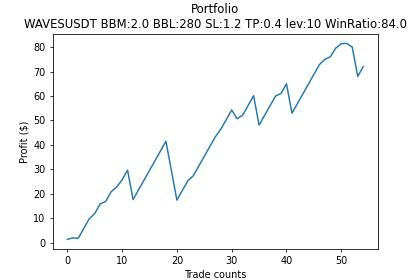 Portfolio
WAVESUSDT BBM:2.0 BBL:280 SL:1.2 TP:0.4 lev:10 WinRatio:84.0
80
70
60
50
40
30
20
10
0
Profit ($)
0 10 20 30 40 50
Trade counts